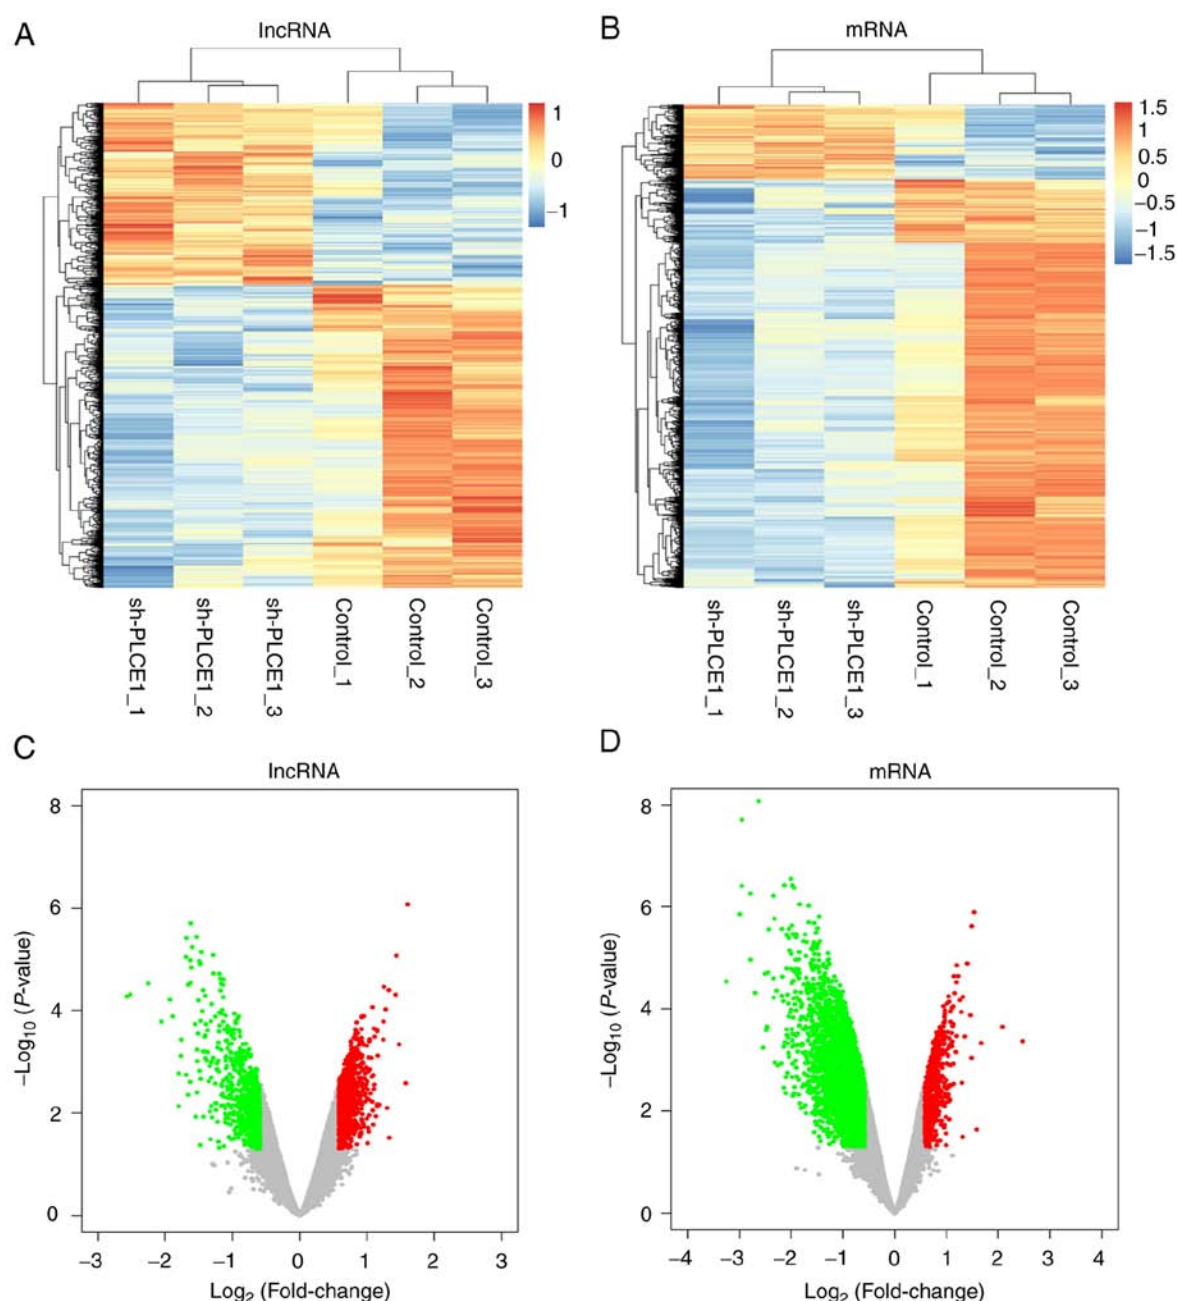 A
lncRNA
1
0
−1
sh-PLCE1_1
sh-PLCE1_2
sh-PLCE1_3
Control_1
Control_2
Control_3
B
mRNA
1.5
1
0.5
0
−0.5
−1
−1.5
sh-PLCE1_1
sh-PLCE1_2
sh-PLCE1_3
Control_1
Control_2
Control_3
C
lncRNA
−Log10 (P-value)
8
6
4
2
0
−3 −2 −1 0 1 2 3
Log2 (Fold-change)
D
mRNA
−Log10 (P-value)
8
6
4
2
0
−4 −3 −2 −1 0 1 2 3 4
Log2 (Fold-change)